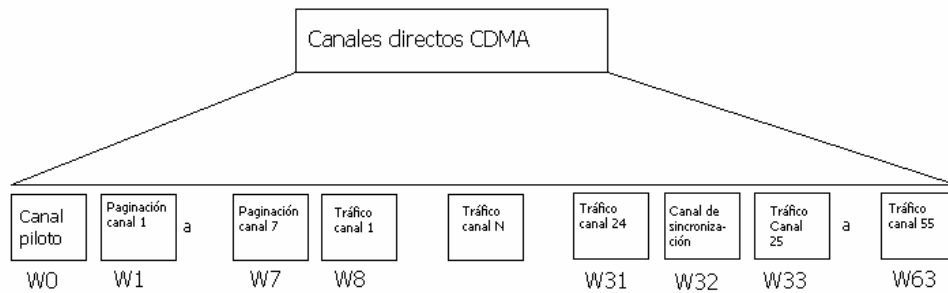 Canales directos CDMA
Canal
piloto
Paginación
canal 1
a
Paginación
canal 7
Tráfico
canal 1
Tráfico
canal N
Tráfico
canal 24
Canal de
sincroniza-
ción
Tráfico
Canal
25
a
Tráfico
canal 55
W0
W1
W7
W8
W31
W32
W33
W63